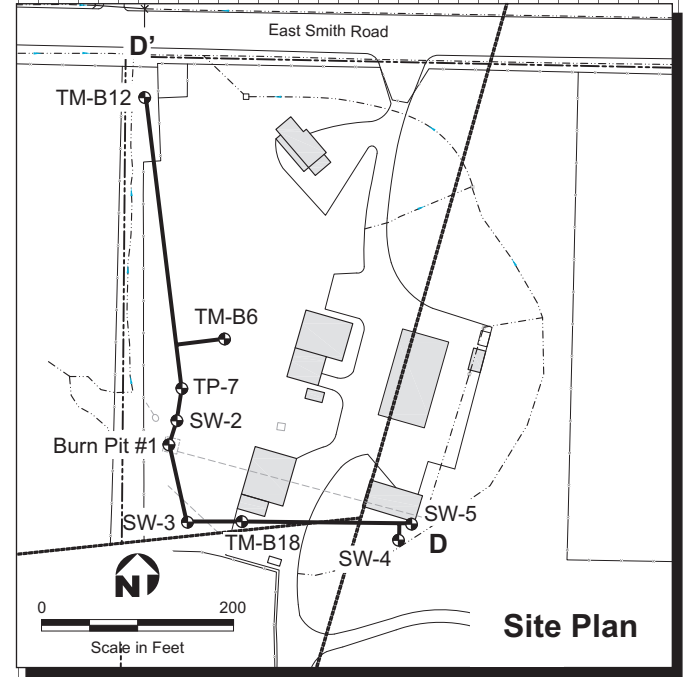 East Smith Road
D’
TM-B12
TM-B6
TP-7
SW-2
Burn Pit #1
SW-3
TM-B18
SW-5
SW-4
D
N
0 200
Scale in Feet
Site Plan